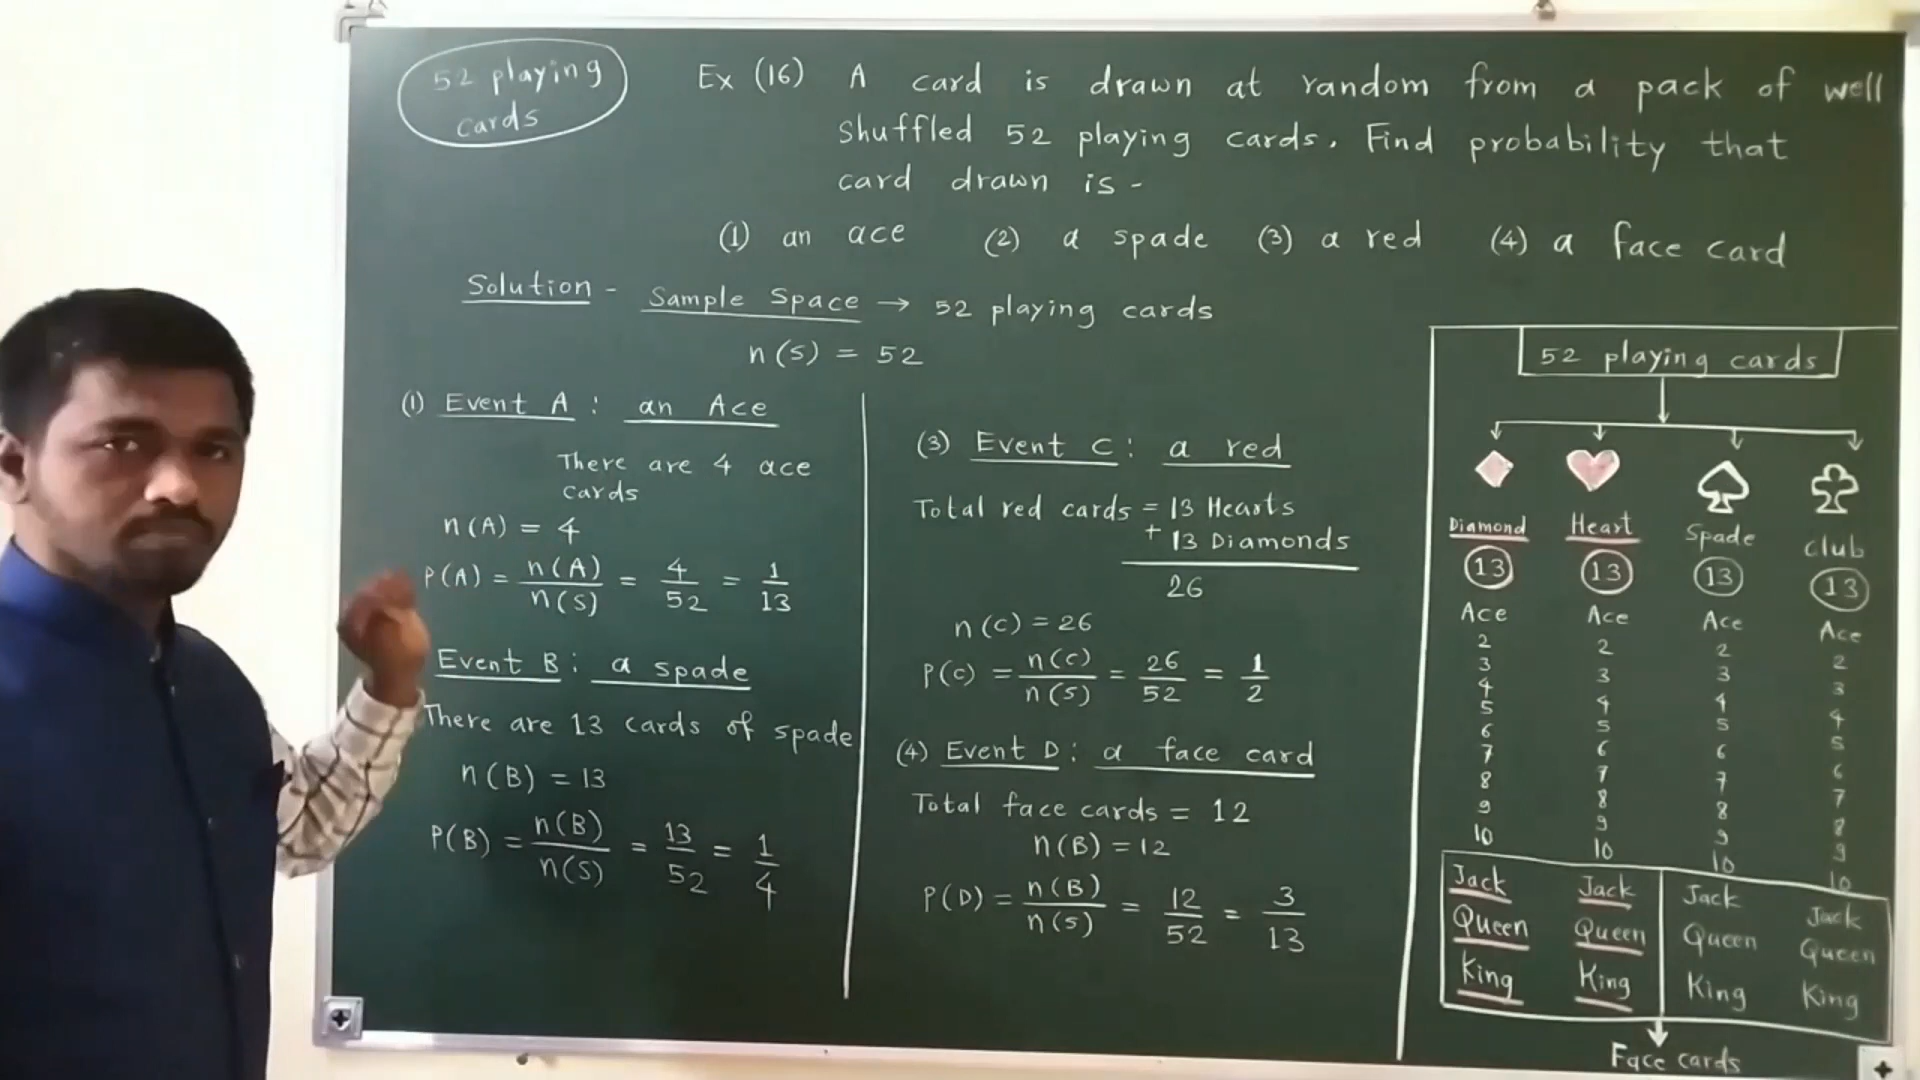 52 playing
cards
Ex (16) A card is drawn at random from a pack of well
shuffled 52 playing cards. Find probability that
card drawn is -
(1) an ace (2) a spade (3) a red (4) a face card
Solution - Sample Space → 52 playing cards
n(S) = 52
(1) Event A : an Ace
There are 4 ace
cards
n(A) = 4
P(A) = n(A)/n(S) = 4/52 = 1/13
Event B : a spade
There are 13 cards of spade
n(B) = 13
P(B) = n(B)/n(S) = 13/52 = 1/4
(3) Event C : a red
Total red cards = 13 Hearts
+ 13 Diamonds
26
n(C) = 26
P(C) = n(C)/n(S) = 26/52 = 1/2
(4) Event D : a face card
Total face cards = 12
n(B) = 12
P(D) = n(B)/n(S) = 12/52 = 3/13
52 playing cards
Diamond Heart Spade Club
13 13 13 13
Ace Ace Ace Ace
2 2 2 2
3 3 3 3
4 4 4 4
5 5 5 5
6 6 6 6
7 7 7 7
8 8 8 8
9 9 9 9
10 10 10 10
Jack Jack Jack Jack
Queen Queen Queen Queen
King King King King
Face cards